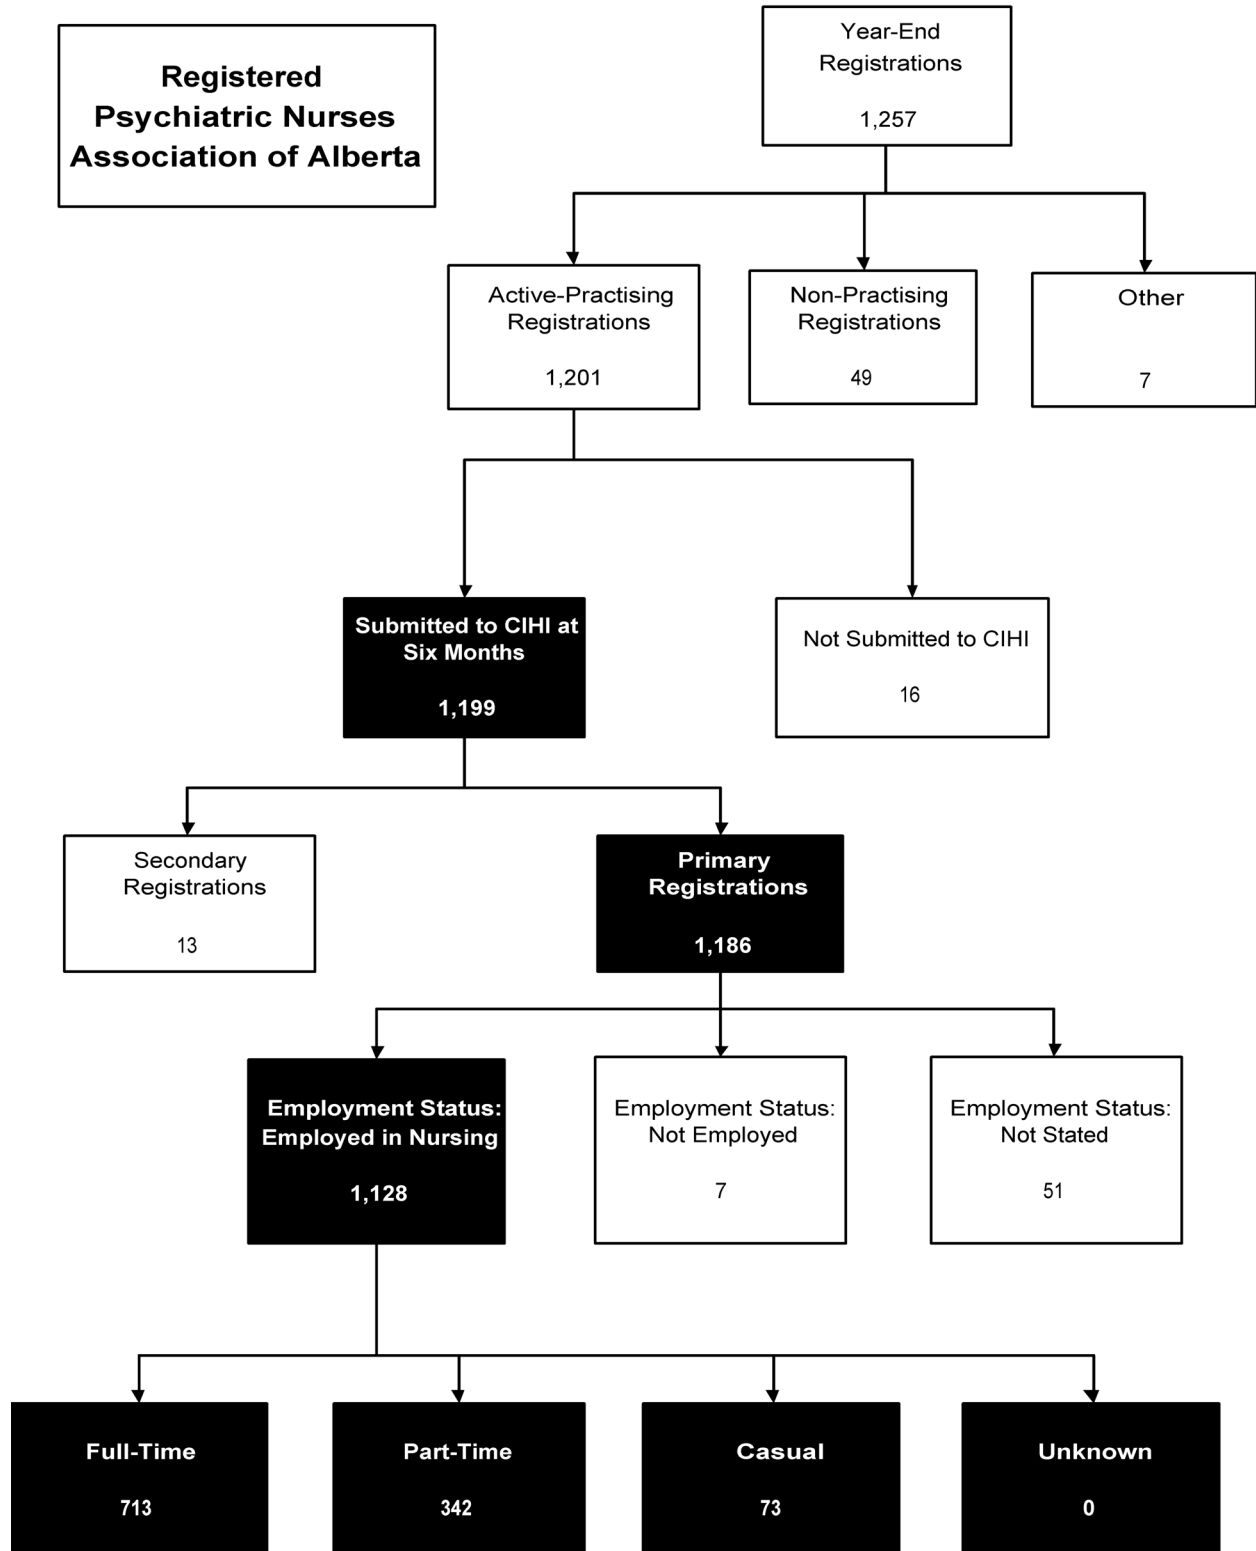 Registered
Psychiatric Nurses
Association of Alberta
Year-End
Registrations
1,257
Active-Practising
Registrations
1,201
Non-Practising
Registrations
49
Other
7
Submitted to CIHI at
Six Months
1,199
Not Submitted to CIHI
16
Secondary
Registrations
13
Primary
Registrations
1,186
Employment Status:
Employed in Nursing
1,128
Employment Status:
Not Employed
7
Employment Status:
Not Stated
51
Full-Time
713
Part-Time
342
Casual
73
Unknown
0